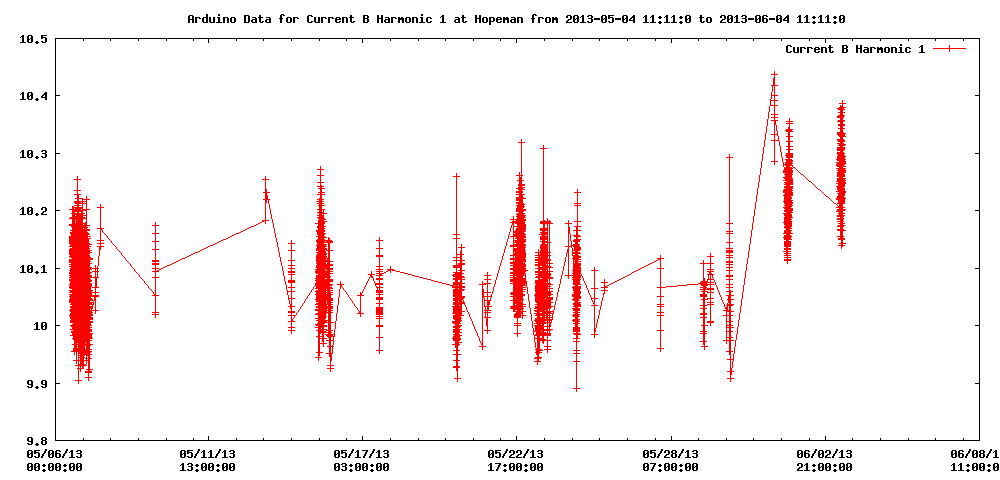 Arduino Data for Current B Harmonic 1 at Hopeman from 2013-05-04 11:11:0 to 2013-06-04 11:11:0
10.5
Current B Harmonic 1
10.4
10.3
10.2
10.1
10
9.9
9.8
05/06/13 05/11/13 05/17/13 05/22/13 05/28/13 06/02/13 06/08/1
00:00:00 13:00:00 03:00:00 17:00:00 07:00:00 21:00:00 11:00:0